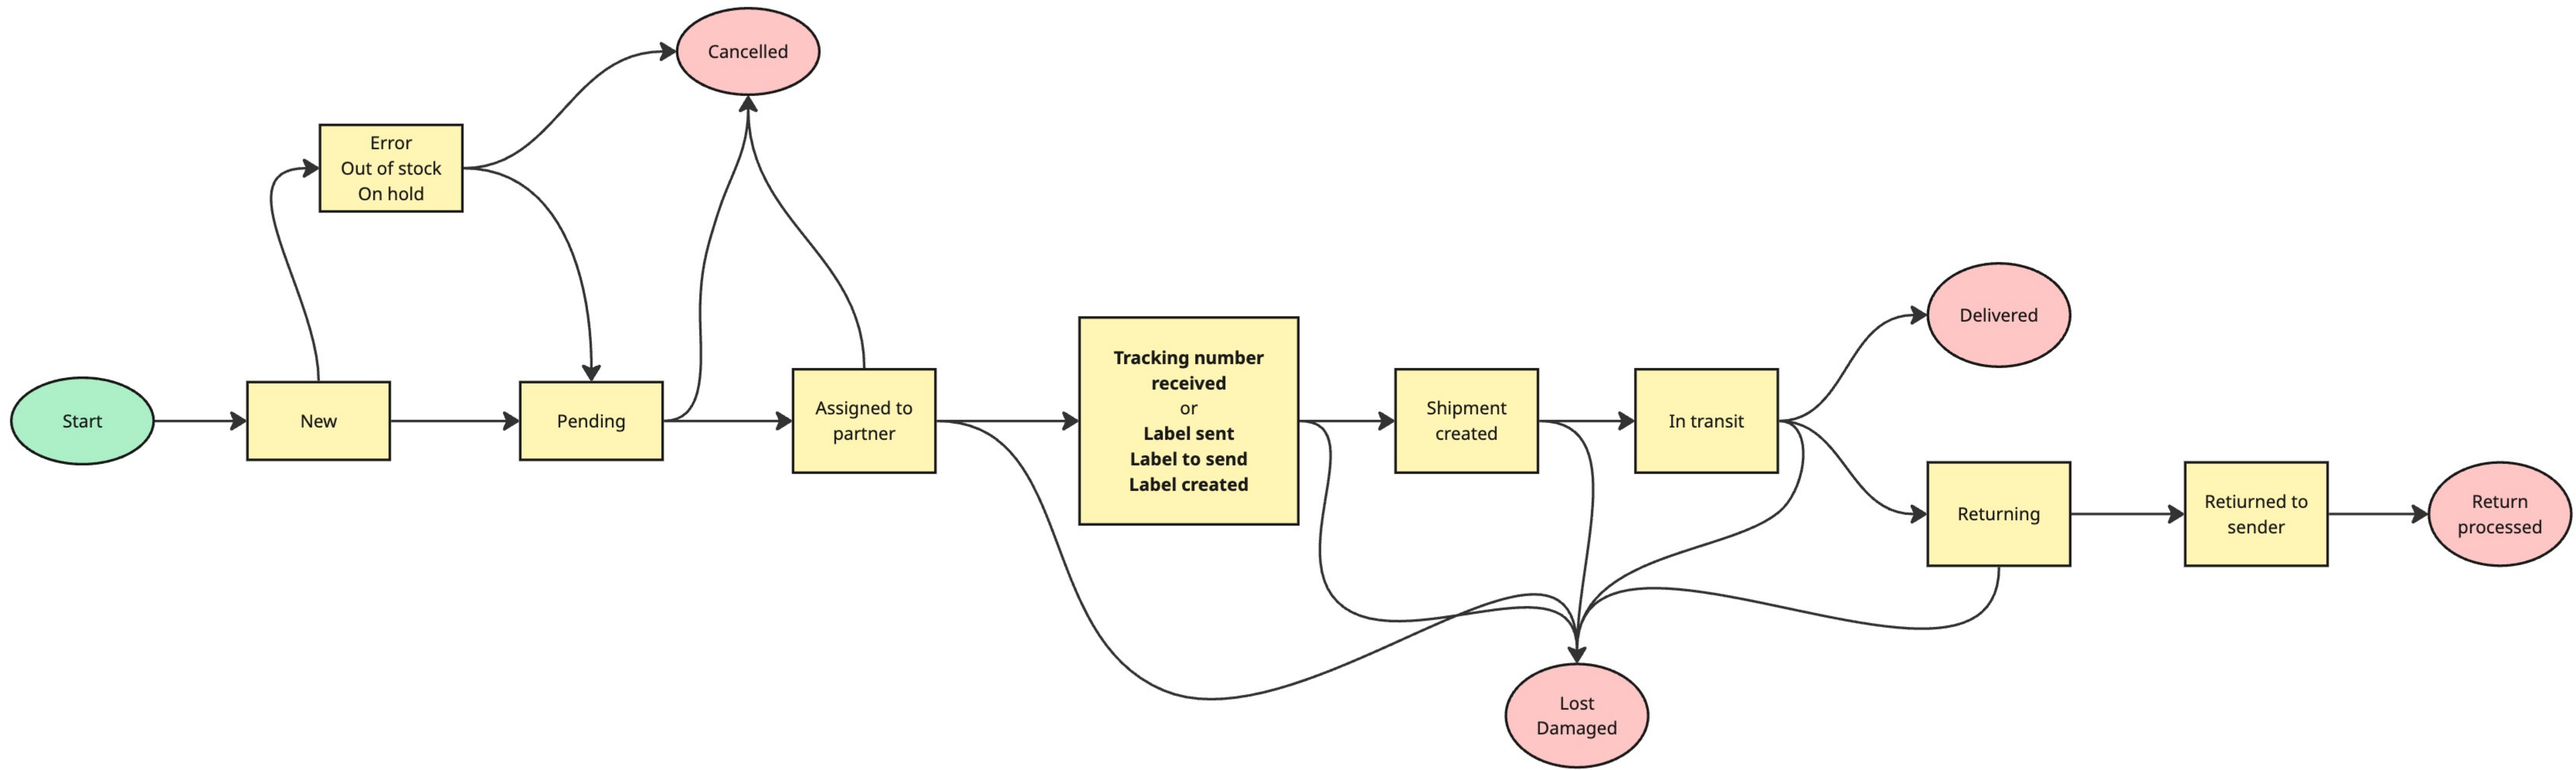 Cancelled
Error
Out of stock
On hold
Start
New
Pending
Assigned to
partner
Tracking number
received
or
Label sent
Label to send
Label created
Shipment
created
In transit
Delivered
Returning
Retiurned to
sender
Return
processed
Lost
Damaged